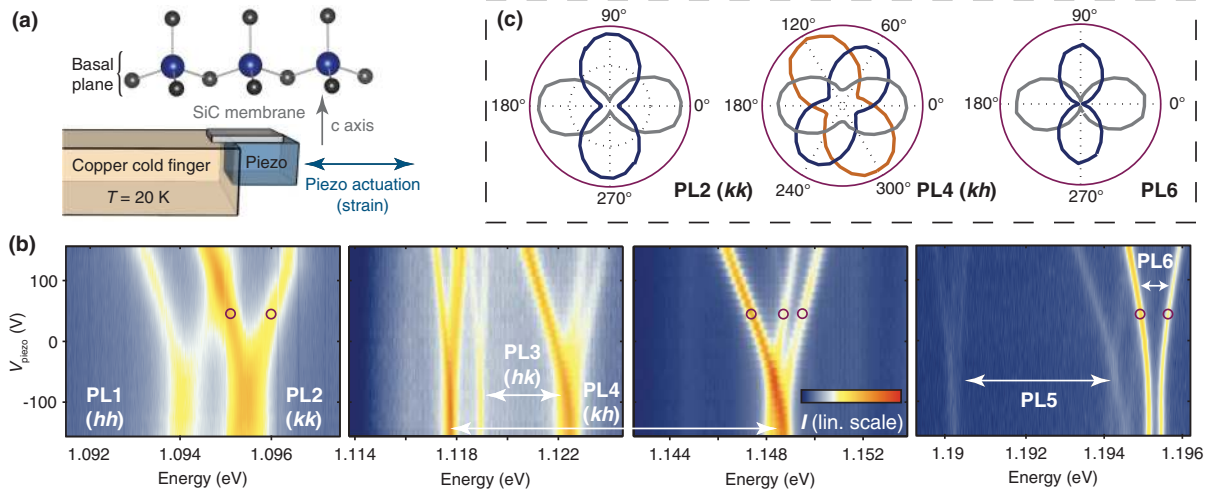 (a)
Basal
plane
SiC membrane
c axis
Copper cold finger
Piezo
T = 20 K
Piezo actuation
(strain)
(c)
90°
180°
0°
270°
PL2 (kk)
120°
60°
180°
0°
240°
300°
PL4 (kh)
90°
180°
0°
270°
PL6
(b)
V_piezo (V)
100
0
-100
PL1
(hh)
PL2
(kk)
1.092
1.094
1.096
Energy (eV)
PL3
(hk)
PL4
(kh)
1.114
1.118
1.122
Energy (eV)
I (lin. scale)
1.144
1.148
1.152
Energy (eV)
PL6
PL5
1.19
1.192
1.194
1.196
Energy (eV)